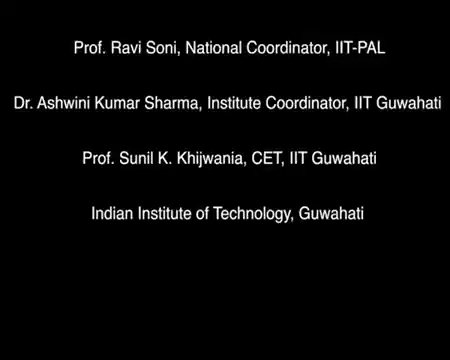 Prof. Ravi Soni, National Coordinator, IIT-PAL
Dr. Ashwini Kumar Sharma, Institute Coordinator, IIT Guwahati
Prof. Sunil K. Khijwania, CET, IIT Guwahati
Indian Institute of Technology, Guwahati